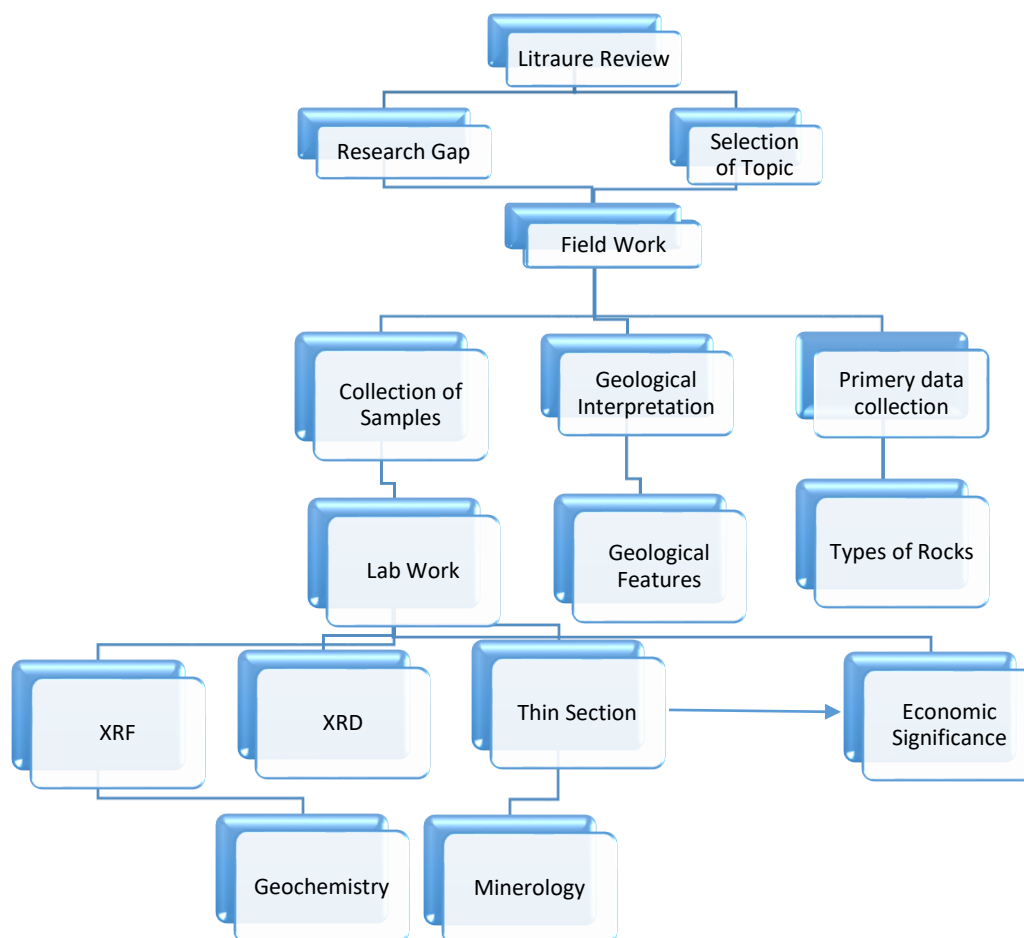 Litraure Review
Research Gap
Selection
of Topic
Field Work
Collection of
Samples
Geological
Interpretation
Primery data
collection
Lab Work
Geological
Features
Types of Rocks
XRF
XRD
Thin Section
Economic
Significance
Geochemistry
Minerology